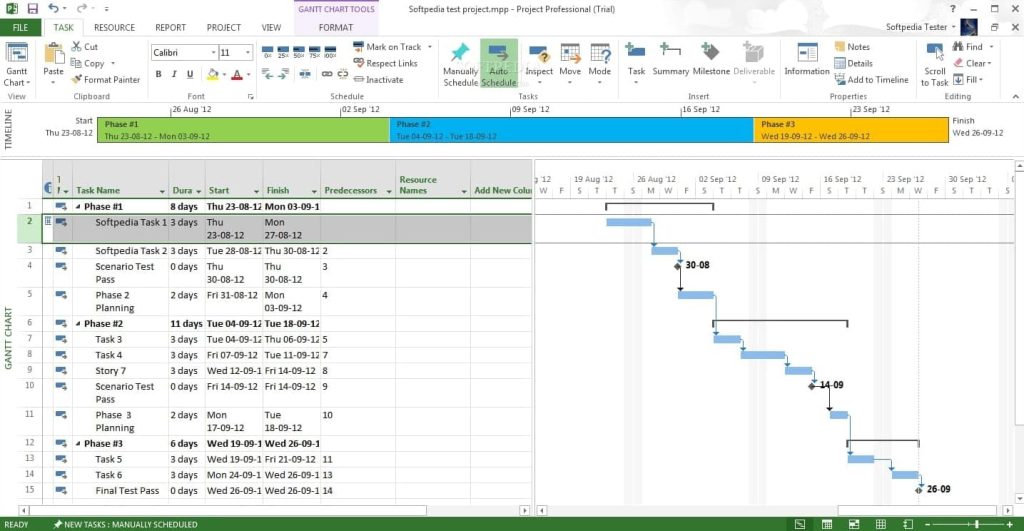 GANTT CHART TOOLS
Softpedia test project.mpp - Project Professional (Trial)
FILE TASK RESOURCE REPORT PROJECT VIEW FORMAT
Softpedia Tester
Gantt Chart
View
Paste
Cut
Copy
Format Painter
Clipboard
Calibri 11
B I U
Font
0% 25% 50% 75% 100%
Mark on Track
Respect Links
Inactivate
Schedule
Manually Schedule
Auto Schedule
Inspect
Move
Mode
Tasks
Task
Summary
Milestone
Deliverable
Insert
Information
Notes
Details
Add to Timeline
Properties
Scroll to Task
Find
Clear
Fill
Editing
TIMELINE
26 Aug '12 02 Sep '12 09 Sep '12 16 Sep '12 23 Sep '12
Start
Thu 23-08-12
Phase #1
Thu 23-08-12 - Mon 03-09-12
Phase #2
Tue 04-09-12 - Tue 18-09-12
Phase #3
Wed 19-09-12 - Wed 26-09-12
Finish
Wed 26-09-12
Task Name Dura Start Finish Predecessors Resource Names Add New Colu
1 Phase #1 8 days Thu 23-08-12 Mon 03-09-1
2 Softpedia Task 1 3 days Thu 23-08-12 Mon 27-08-12
3 Softpedia Task 2 3 days Tue 28-08-12 Thu 30-08-12 2
4 Scenario Test Pass 0 days Thu 30-08-12 Thu 30-08-12 3
5 Phase 2 Planning 2 days Fri 31-08-12 Mon 03-09-12 4
6 Phase #2 11 days Tue 04-09-12 Tue 18-09-12
7 Task 3 3 days Tue 04-09-12 Thu 06-09-12 5
8 Task 4 3 days Fri 07-09-12 Tue 11-09-12 7
9 Story 7 3 days Wed 12-09-1 Fri 14-09-12 8
10 Scenario Test Pass 0 days Fri 14-09-12 Fri 14-09-12 9
11 Phase 3 Planning 2 days Mon 17-09-12 Tue 18-09-12 10
12 Phase #3 6 days Wed 19-09-1 Wed 26-09-1
13 Task 5 3 days Wed 19-09-1 Fri 21-09-12 11
14 Task 6 3 days Mon 24-09-1 Wed 26-09-1 13
15 Final Test Pass 0 days Wed 26-09-1 Wed 26-09-1 14
GANTT CHART
g '12 19 Aug '12 26 Aug '12 02 Sep '12 09 Sep '12 16 Sep '12 23 Sep '12 30 Sep '12
W F S T T S M W F S T T S M W F S T T S M W F
30-08
14-09
26-09
READY
NEW TASKS : MANUALLY SCHEDULED